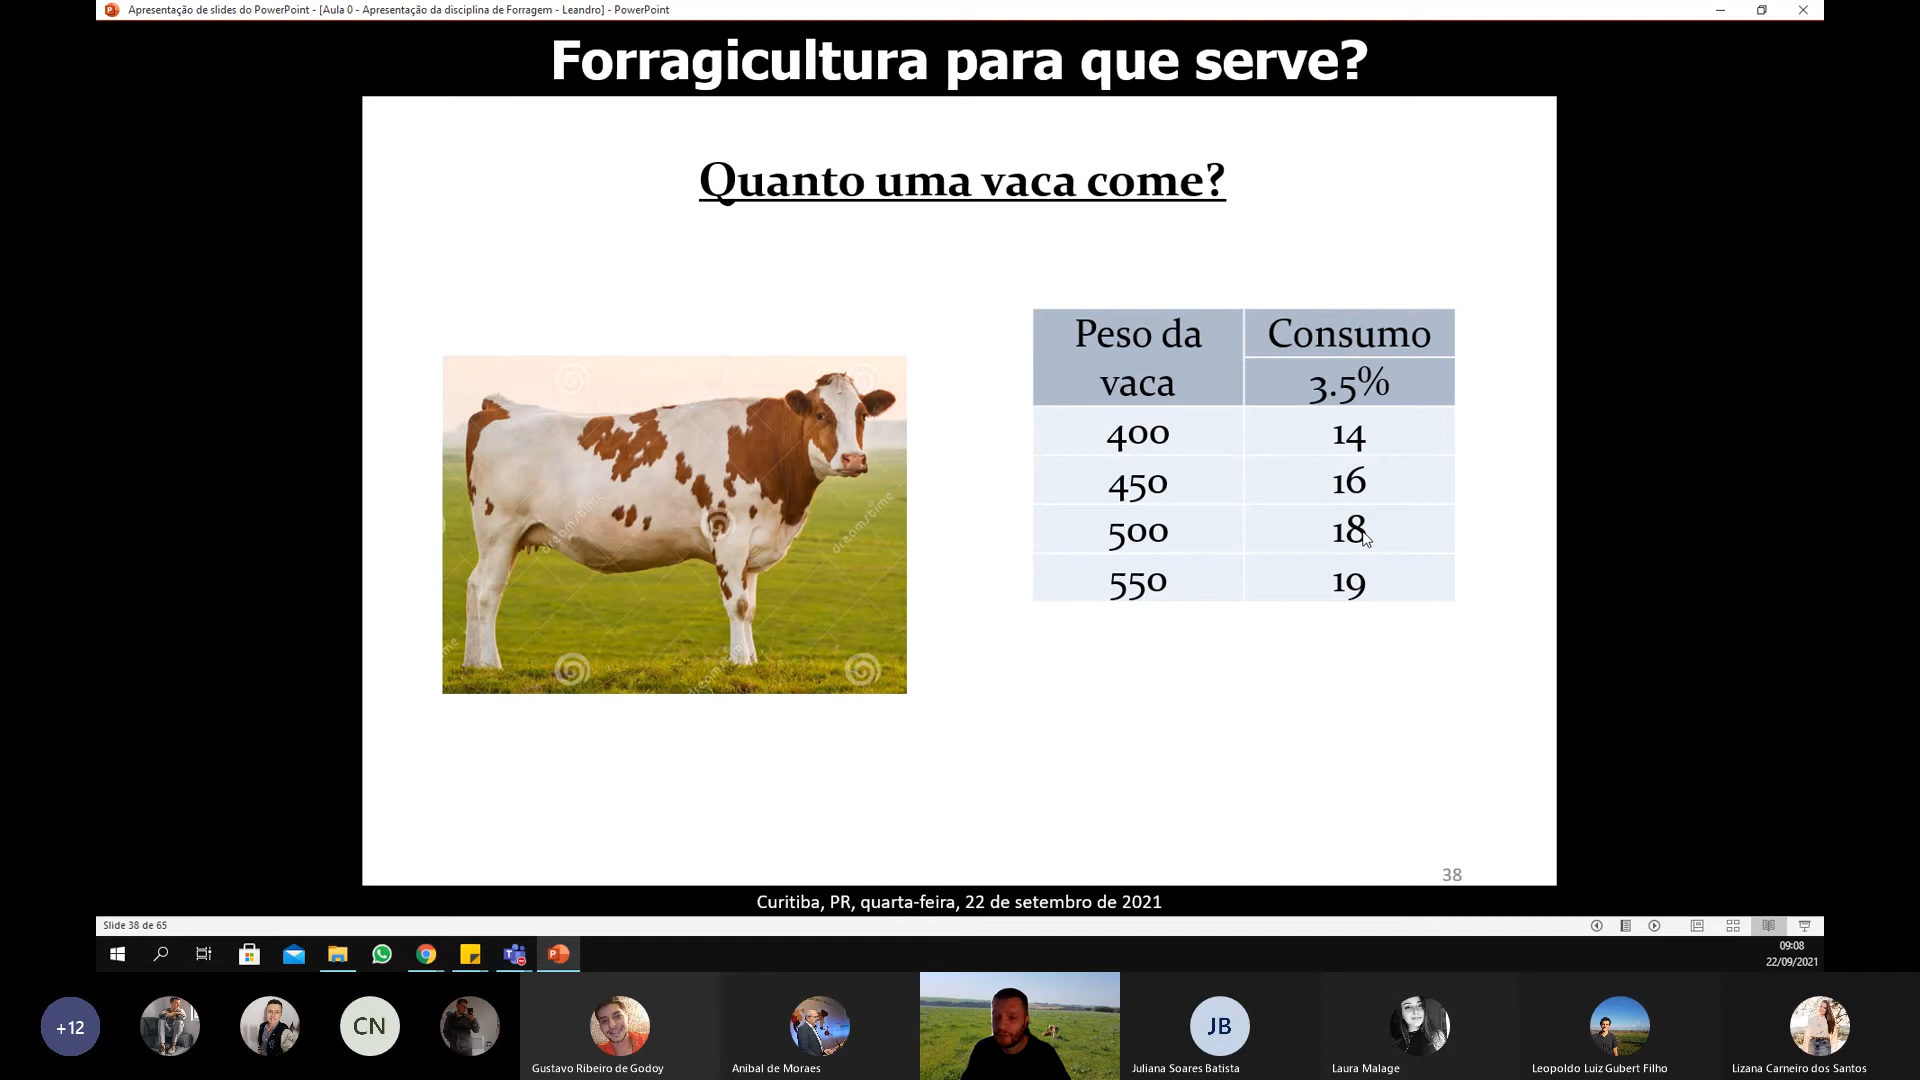 Apresentação de slides do PowerPoint - [Aula 0 - Apresentação da disciplina de Forragem - Leandro] - PowerPoint
Forragicultura para que serve?
Quanto uma vaca come?
Peso da vaca Consumo
3.5%
400 14
450 16
500 18
550 19
dreamstime
dreamstime
dreamstime
38
Curitiba, PR, quarta-feira, 22 de setembro de 2021
Slide 38 de 65
09:08
22/09/2021
+12
CN
JB
Gustavo Ribeiro de Godoy
Anibal de Moraes
Juliana Soares Batista
Laura Malage
Leopoldo Luiz Gubert Filho
Lizana Carneiro dos Santos